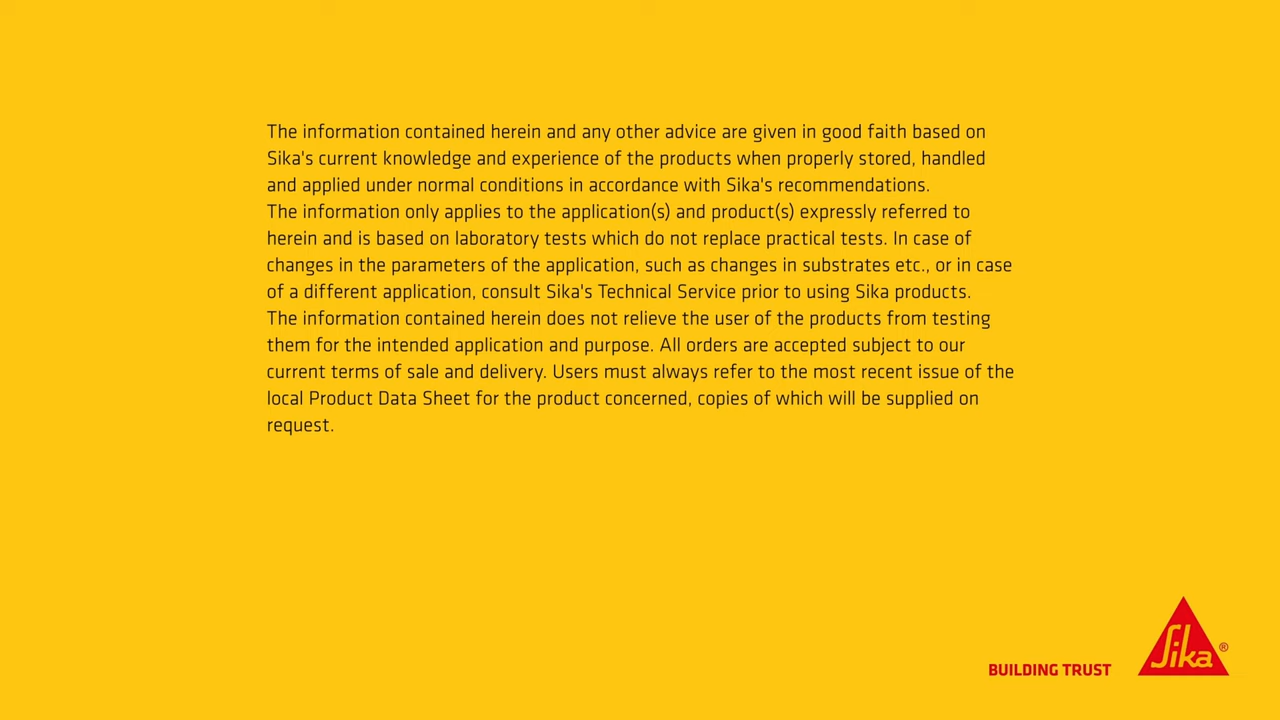 The information contained herein and any other advice are given in good faith based on
Sika's current knowledge and experience of the products when properly stored, handled
and applied under normal conditions in accordance with Sika's recommendations.
The information only applies to the application(s) and product(s) expressly referred to
herein and is based on laboratory tests which do not replace practical tests. In case of
changes in the parameters of the application, such as changes in substrates etc., or in case
of a different application, consult Sika's Technical Service prior to using Sika products.
The information contained herein does not relieve the user of the products from testing
them for the intended application and purpose. All orders are accepted subject to our
current terms of sale and delivery. Users must always refer to the most recent issue of the
local Product Data Sheet for the product concerned, copies of which will be supplied on
request.
BUILDING TRUST
Sika®